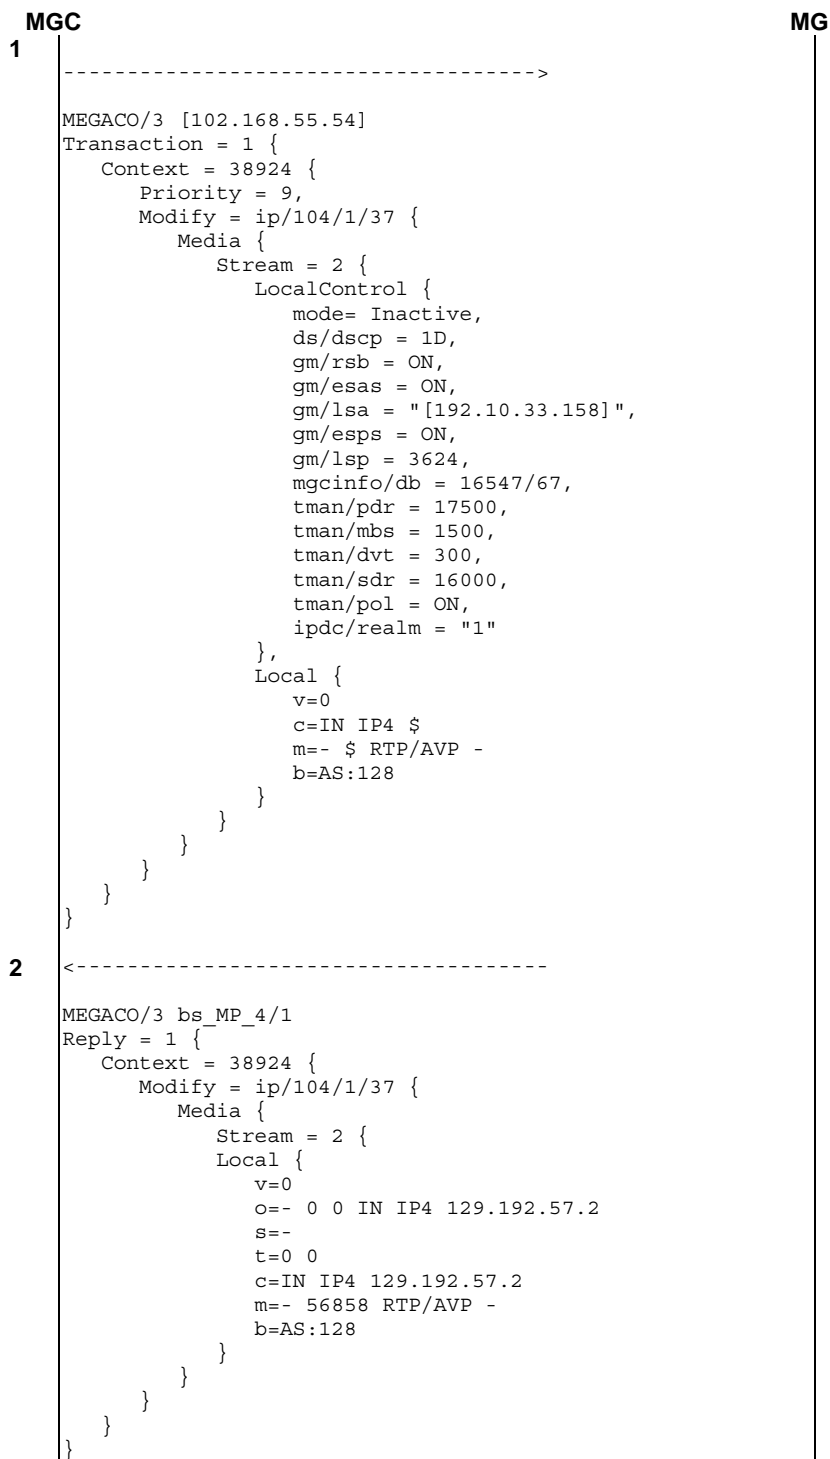 MGC MG
1
------------------------------------->
MEGACO/3 [102.168.55.54]
Transaction = 1 {
   Context = 38924 {
      Priority = 9,
      Modify = ip/104/1/37 {
         Media {
            Stream = 2 {
               LocalControl {
                  mode= Inactive,
                  ds/dscp = 1D,
                  gm/rsb = ON,
                  gm/esas = ON,
                  gm/lsa = "[192.10.33.158]",
                  gm/esps = ON,
                  gm/lsp = 3624,
                  mgcinfo/db = 16547/67,
                  tman/pdr = 17500,
                  tman/mbs = 1500,
                  tman/dvt = 300,
                  tman/sdr = 16000,
                  tman/pol = ON,
                  ipdc/realm = "1"
               },
               Local {
                  v=0
                  c=IN IP4 $
                  m=- $ RTP/AVP -
                  b=AS:128
               }
            }
         }
      }
   }
}
2 <-------------------------------------
MEGACO/3 bs_MP_4/1
Reply = 1 {
   Context = 38924 {
      Modify = ip/104/1/37 {
         Media {
            Stream = 2 {
            Local {
               v=0
               o=- 0 0 IN IP4 129.192.57.2
               s=-
               t=0 0
               c=IN IP4 129.192.57.2
               m=- 56858 RTP/AVP -
               b=AS:128
            }
         }
      }
   }
}